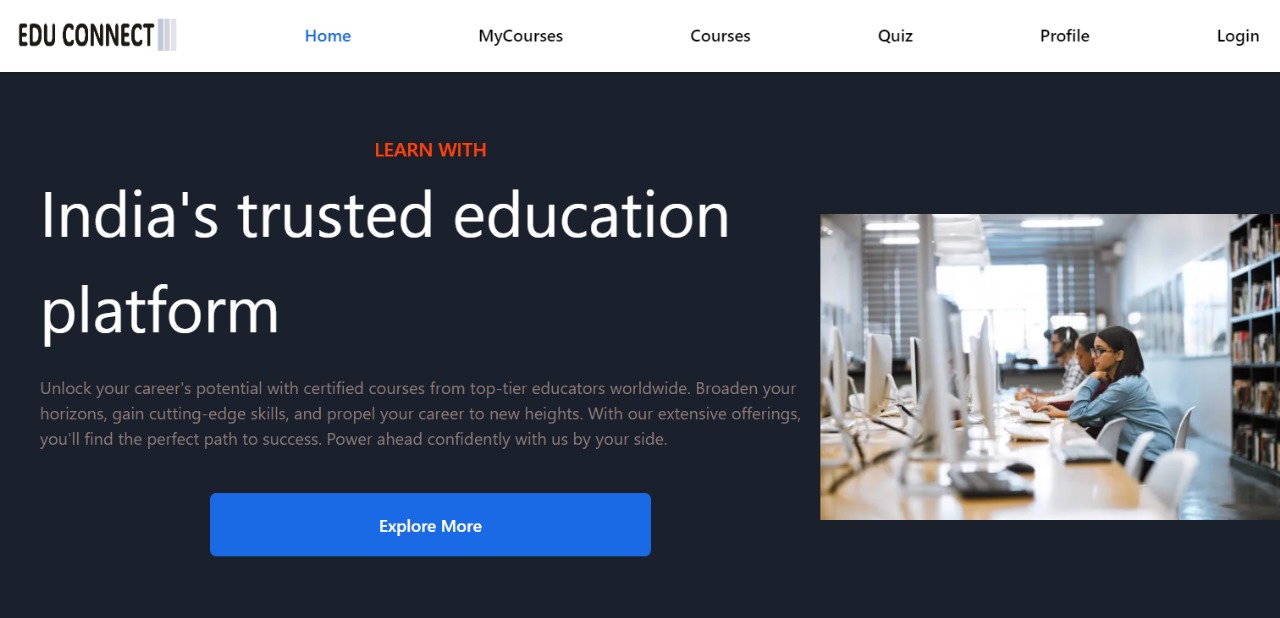 EDU CONNECT
Home
MyCourses
Courses
Quiz
Profile
Login
LEARN WITH
India's trusted education
platform
Unlock your career's potential with certified courses from top-tier educators worldwide. Broaden your
horizons, gain cutting-edge skills, and propel your career to new heights. With our extensive offerings,
you'll find the perfect path to success. Power ahead confidently with us by your side.
Explore More